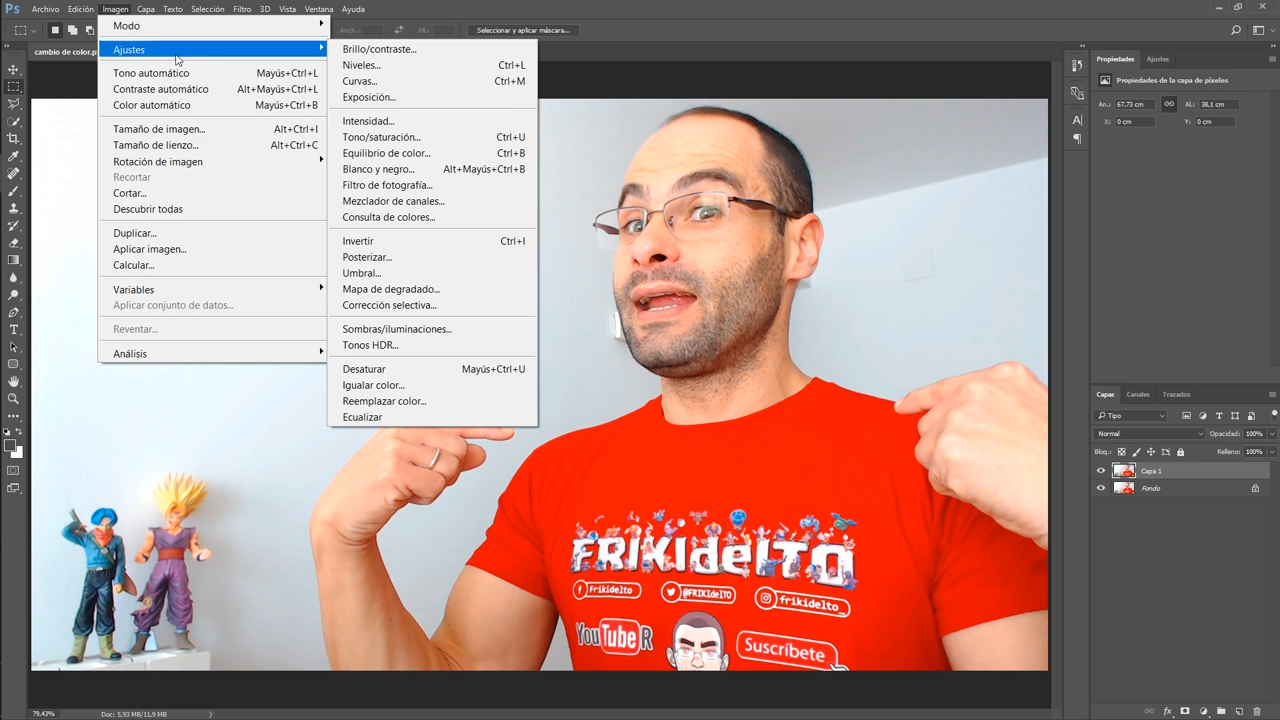 Ps Archivo Edición Imagen Capa Texto Selección Filtro 3D Vista Ventana
Seleccionar y aplicar máscara...
cambio de color.p
Modo
Ajustes
Tono automático Mayús+Ctrl+L
Contraste automático Alt+Mayús+Ctrl+L
Color automático Mayús+Ctrl+B
Tamaño de imagen... Alt+Ctrl+I
Tamaño de lienzo... Alt+Ctrl+C
Rotación de imagen
Recortar
Cortar...
Descubrir todas
Duplicar...
Aplicar imagen...
Calcular...
Variables
Aplicar conjunto de datos...
Reventar...
Análisis
Brillo/contraste...
Niveles... Ctrl+L
Curvas... Ctrl+M
Exposición...
Intensidad...
Tono/saturación... Ctrl+U
Equilibrio de color... Ctrl+B
Blanco y negro... Alt+Mayús+Ctrl+B
Filtro de fotografía...
Mezclador de canales...
Consulta de colores...
Invertir Ctrl+I
Posterizar...
Umbral...
Mapa de degradado...
Corrección selectiva...
Sombras/iluminaciones...
Tonos HDR...
Desaturar Mayús+Ctrl+U
Igualar color...
Reemplazar color...
Ecualizar
FRIKIdelTO
Frikidelto
@FRIKIdelTO
frikidelto_
YouTubeR
Suscríbete
Propiedades Ajustes
Propiedades de la capa de píxeles
An.: 67,73 cm Al.: 38,1 cm
X: 0 cm Y: 0 cm
Capas Canales Trazados
Tipo
Normal Opacidad: 100%
Bloq.: Relleno: 100%
Capa 1
Fondo
79,43% Doc: 5,93 MB/11,9 MB